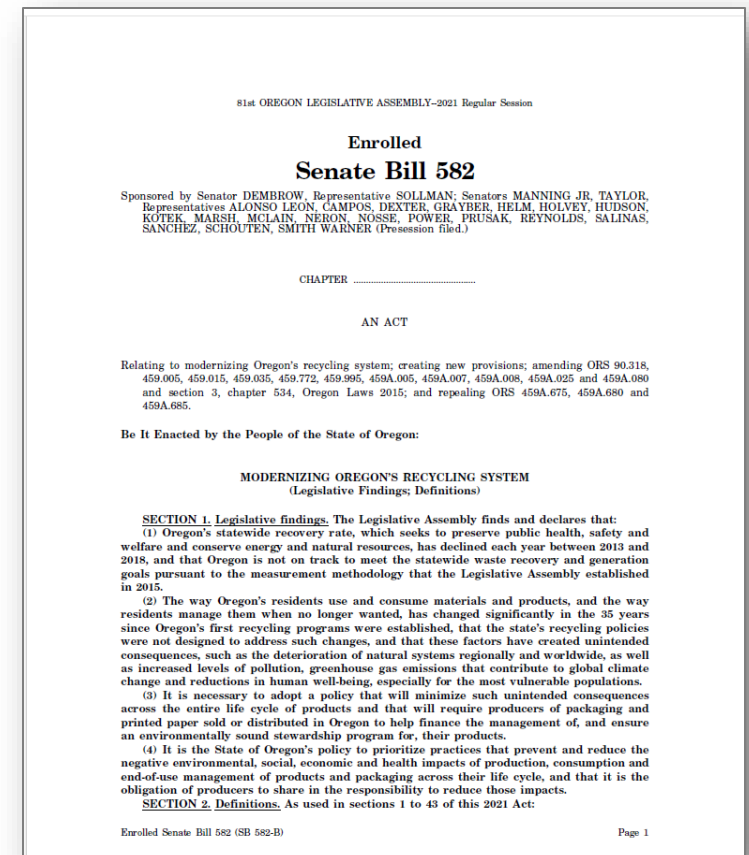 81st OREGON LEGISLATIVE ASSEMBLY--2021 Regular Session
Enrolled
Senate Bill 582
Sponsored by Senator DEMBROW, Representative SOLLMAN; Senators MANNING JR, TAYLOR,
Representatives ALONSO LEON, CAMPOS, DEXTER, GRAYBER, HELM, HOLVEY, HUDSON,
KOTEK, MARSH, MCLAIN, NERON, NOSSE, POWER, PRUSAK, REYNOLDS, SALINAS,
SANCHEZ, SCHOUTEN, SMITH WARNER (Presession filed.)
CHAPTER .................................................
AN ACT
Relating to modernizing Oregon's recycling system; creating new provisions; amending ORS 90.318,
459.005, 459.015, 459.035, 459.772, 459.995, 459A.005, 459A.007, 459A.008, 459A.025 and 459A.080
and section 3, chapter 534, Oregon Laws 2015; and repealing ORS 459A.675, 459A.680 and
459A.685.
Be It Enacted by the People of the State of Oregon:
MODERNIZING OREGON'S RECYCLING SYSTEM
(Legislative Findings; Definitions)
SECTION 1. Legislative findings. The Legislative Assembly finds and declares that:
(1) Oregon's statewide recovery rate, which seeks to preserve public health, safety and
welfare and conserve energy and natural resources, has declined each year between 2013 and
2018, and that Oregon is not on track to meet the statewide waste recovery and generation
goals pursuant to the measurement methodology that the Legislative Assembly established
in 2015.
(2) The way Oregon's residents use and consume materials and products, and the way
residents manage them when no longer wanted, has changed significantly in the 35 years
since Oregon's first recycling programs were established, that the state's recycling policies
were not designed to address such changes, and that these factors have created unintended
consequences, such as the deterioration of natural systems regionally and worldwide, as well
as increased levels of pollution, greenhouse gas emissions that contribute to global climate
change and reductions in human well-being, especially for the most vulnerable populations.
(3) It is necessary to adopt a policy that will minimize such unintended consequences
across the entire life cycle of products and that will require producers of packaging and
printed paper sold or distributed in Oregon to help finance the management of, and ensure
an environmentally sound stewardship program for, their products.
(4) It is the State of Oregon's policy to prioritize practices that prevent and reduce the
negative environmental, social, economic and health impacts of production, consumption and
end-of-use management of products and packaging across their life cycle, and that it is the
obligation of producers to share in the responsibility to reduce those impacts.
SECTION 2. Definitions. As used in sections 1 to 43 of this 2021 Act:
Enrolled Senate Bill 582 (SB 582-B)
Page 1